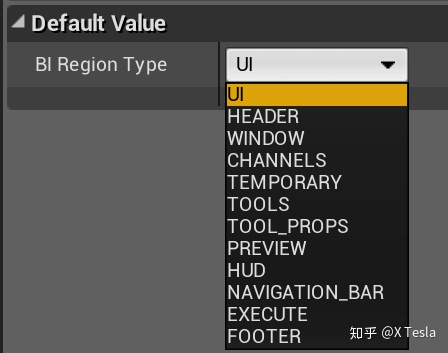 Default Value
BI Region Type
UI
UI
HEADER
WINDOW
CHANNELS
TEMPORARY
TOOLS
TOOL_PROPS
PREVIEW
HUD
NAVIGATION_BAR
EXECUTE
FOOTER
知乎 @XTesla